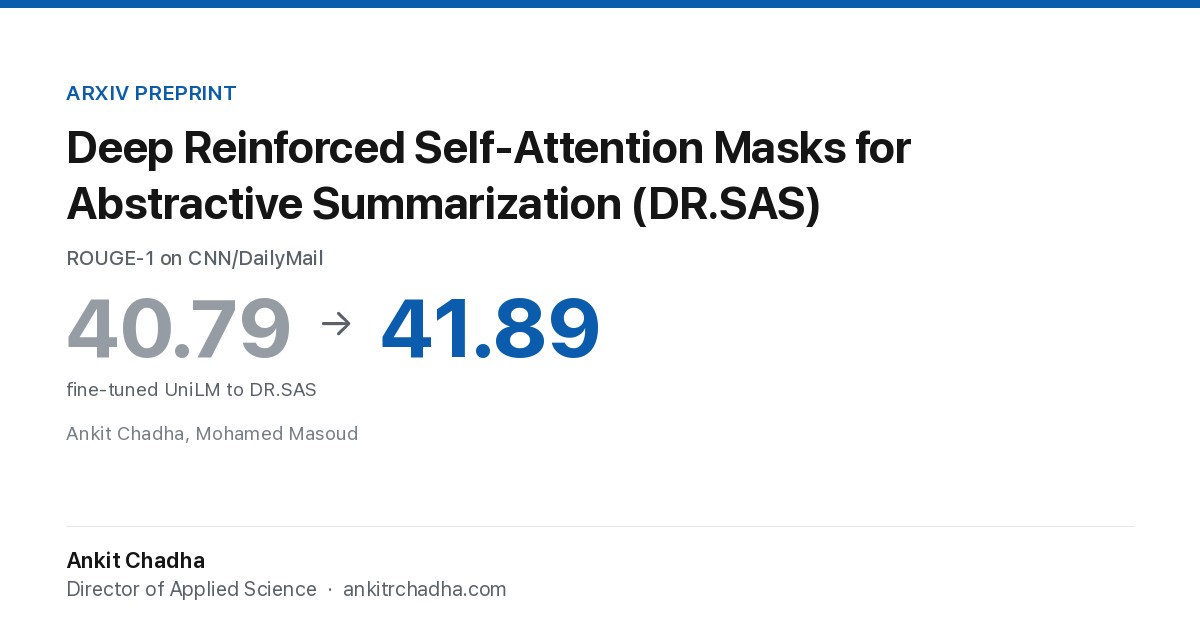 ARXIV PREPRINT
Deep Reinforced Self-Attention Masks for
Abstractive Summarization (DR.SAS)
ROUGE-1 on CNN/DailyMail
40.79 → 41.89
fine-tuned UniLM to DR.SAS
Ankit Chadha, Mohamed Masoud
Ankit Chadha
Director of Applied Science · ankitrchadha.com